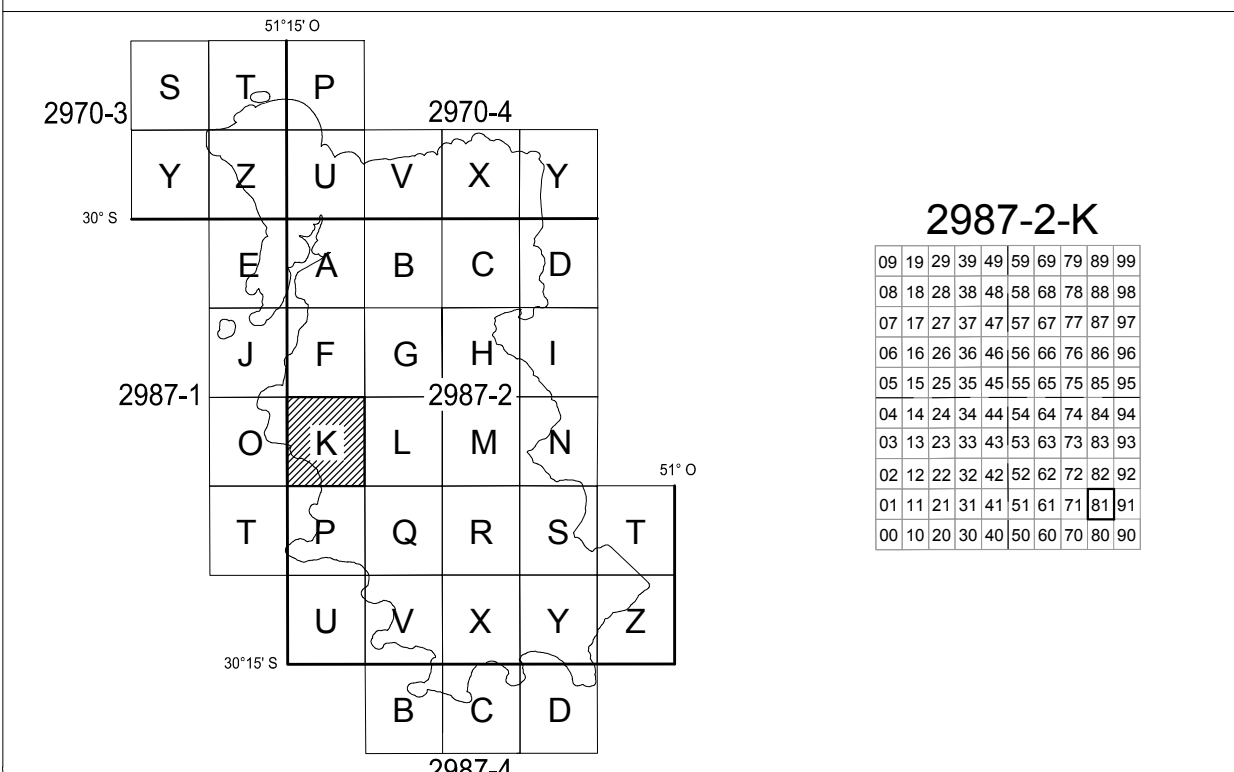 51°15' O
S T P
2970-3
2970-4
Y Z U V X Y
30° S
E A B C D
J F G H I
2987-1
2987-2
O K L M N
51° O
T P Q R S T
U V X Y Z
30°15' S
B C D
2987-4
2987-2-K
09 19 29 39 49 59 69 79 89 99
08 18 28 38 48 58 68 78 88 98
07 17 27 37 47 57 67 77 87 97
06 16 26 36 46 56 66 76 86 96
05 15 25 35 45 55 65 75 85 95
04 14 24 34 44 54 64 74 84 94
03 13 23 33 43 53 63 73 83 93
02 12 22 32 42 52 62 72 82 92
01 11 21 31 41 51 61 71 81 91
00 10 20 30 40 50 60 70 80 90